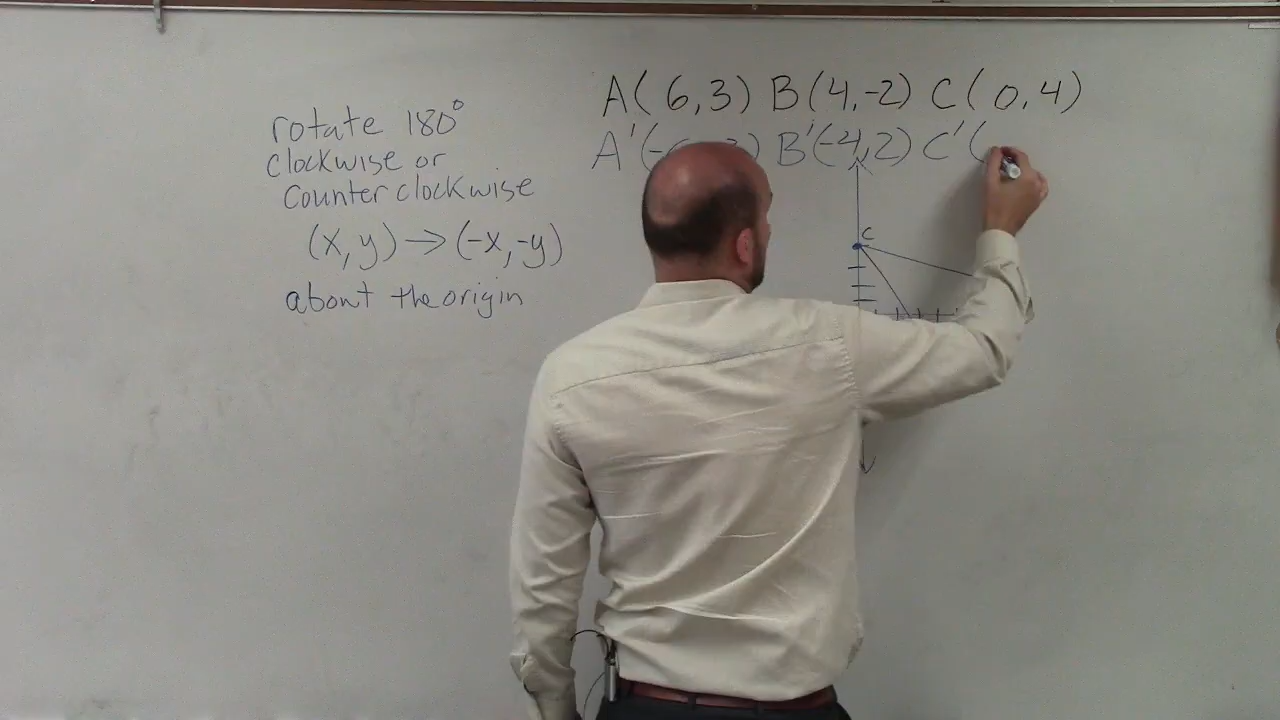 rotate 180°
clockwise or
counter clockwise
(x, y) → (-x, -y)
about the origin
A(6,3) B(4,-2) C(0,4)
A'(- B'(-4,2) C'(
C